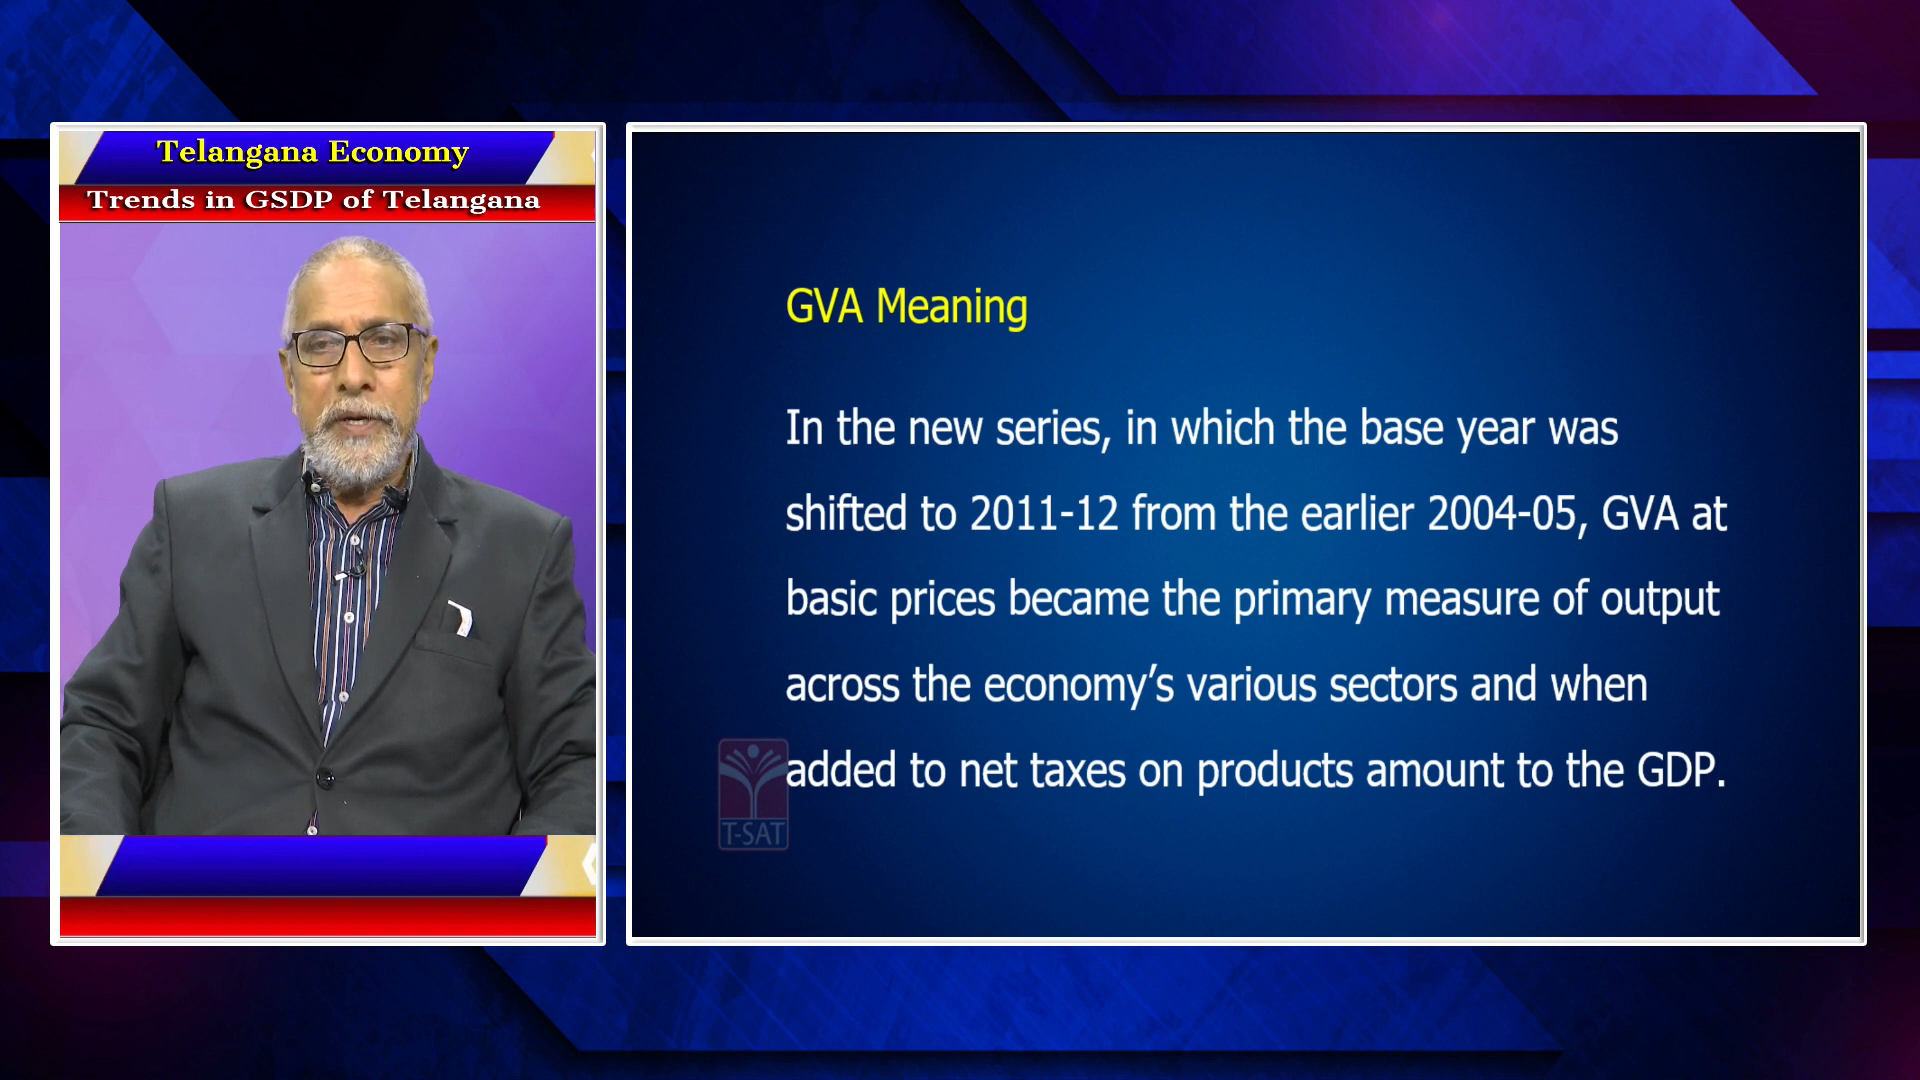 Telangana Economy
Trends in GSDP of Telangana
GVA Meaning
In the new series, in which the base year was
shifted to 2011-12 from the earlier 2004-05, GVA at
basic prices became the primary measure of output
across the economy’s various sectors and when
added to net taxes on products amount to the GDP.
T-SAT